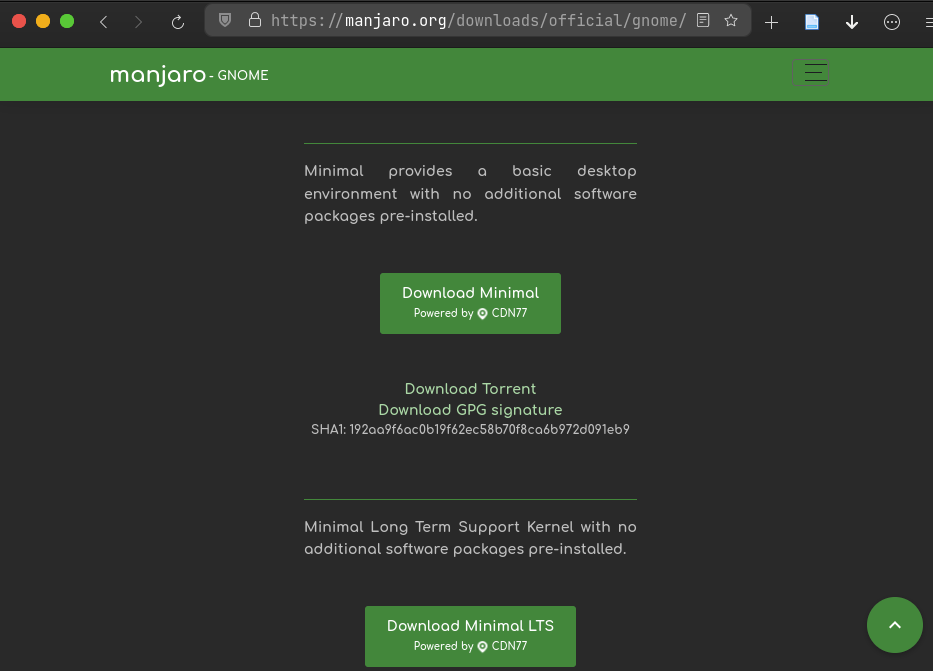 https://manjaro.org/downloads/official/gnome/
manjaro - GNOME
Minimal provides a basic desktop
environment with no additional software
packages pre-installed.
Download Minimal
Powered by CDN77
Download Torrent
Download GPG signature
SHA1: 192aa9f6ac0b19f62ec58b70f8ca6b972d091eb9
Minimal Long Term Support Kernel with no
additional software packages pre-installed.
Download Minimal LTS
Powered by CDN77